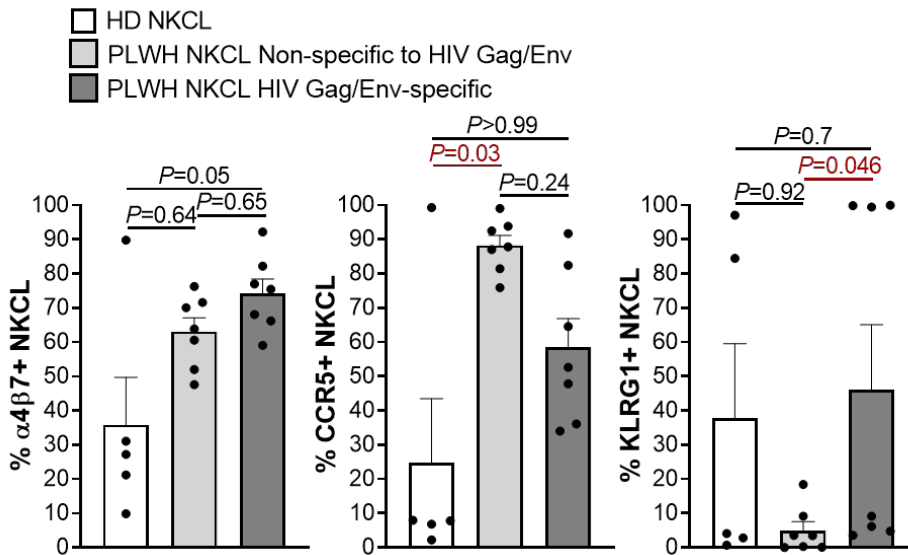 HD NKCL
PLWH NKCL Non-specific to HIV Gag/Env
PLWH NKCL HIV Gag/Env-specific
P=0.05
P=0.64
P=0.65
% α4β7+ NKCL
100
90
80
70
60
50
40
30
20
10
0
P>0.99
P=0.03
P=0.24
% CCR5+ NKCL
100
90
80
70
60
50
40
30
20
10
0
P=0.7
P=0.046
P=0.92
% KLRG1+ NKCL
100
90
80
70
60
50
40
30
20
10
0